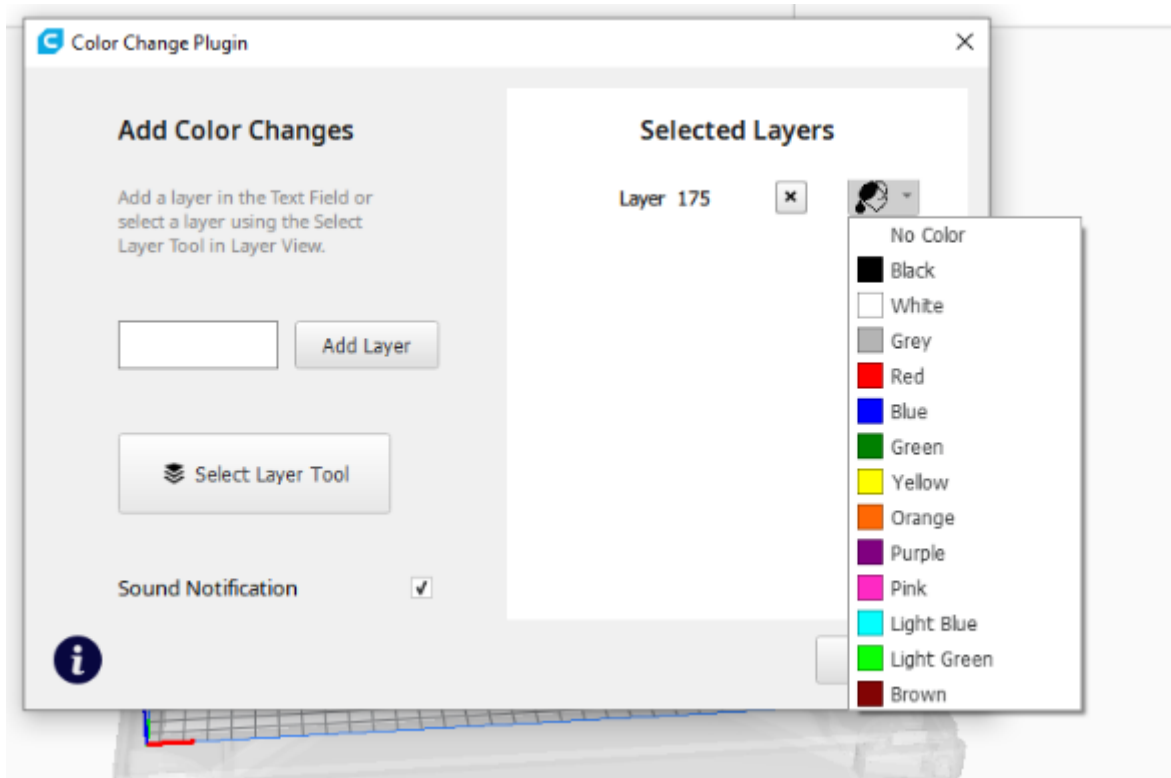 Color Change Plugin
Add Color Changes
Add a layer in the Text Field or
select a layer using the Select
Layer Tool in Layer View.
Add Layer
Select Layer Tool
Sound Notification
Selected Layers
Layer 175
No Color
Black
White
Grey
Red
Blue
Green
Yellow
Orange
Purple
Pink
Light Blue
Light Green
Brown